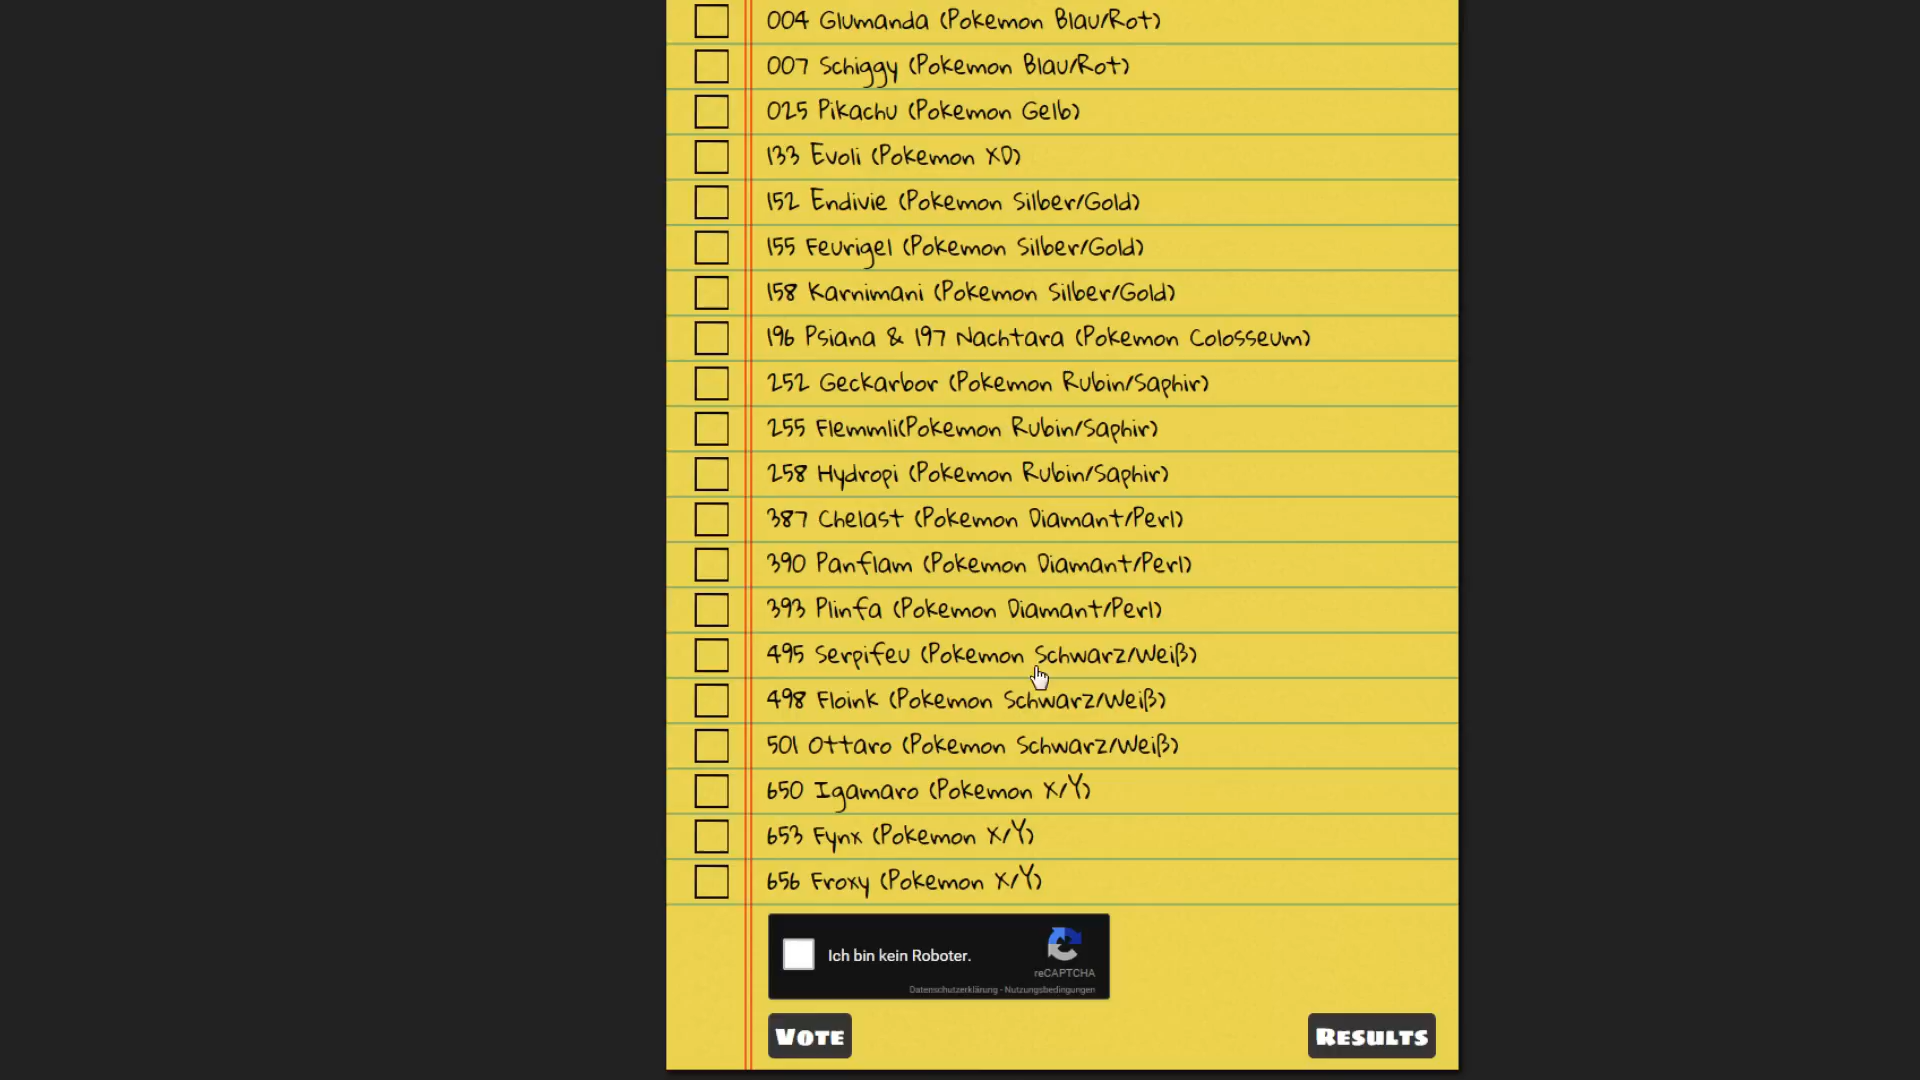 004 Glumanda (Pokemon Blau/Rot)
007 Schiggy (Pokemon Blau/Rot)
025 Pikachu (Pokemon Gelb)
133 Evoli (Pokemon XD)
152 Endivie (Pokemon Silber/Gold)
155 Feurigel (Pokemon Silber/Gold)
158 Karnimani (Pokemon Silber/Gold)
196 Psiana & 197 Nachtara (Pokemon Colosseum)
252 Geckarbor (Pokemon Rubin/Saphir)
255 Flemmli(Pokemon Rubin/Saphir)
258 Hydropi (Pokemon Rubin/Saphir)
387 Chelast (Pokemon Diamant/Perl)
390 Panflam (Pokemon Diamant/Perl)
393 Plinfa (Pokemon Diamant/Perl)
495 Serpifeu (Pokemon Schwarz/Weiß)
498 Floink (Pokemon Schwarz/Weiß)
501 Ottaro (Pokemon Schwarz/Weiß)
650 Igamaro (Pokemon X/Y)
653 Fynx (Pokemon X/Y)
656 Froxy (Pokemon X/Y)
Ich bin kein Roboter.
reCAPTCHA
Datenschutzerklärung - Nutzungsbedingungen
VOTE
RESULTS